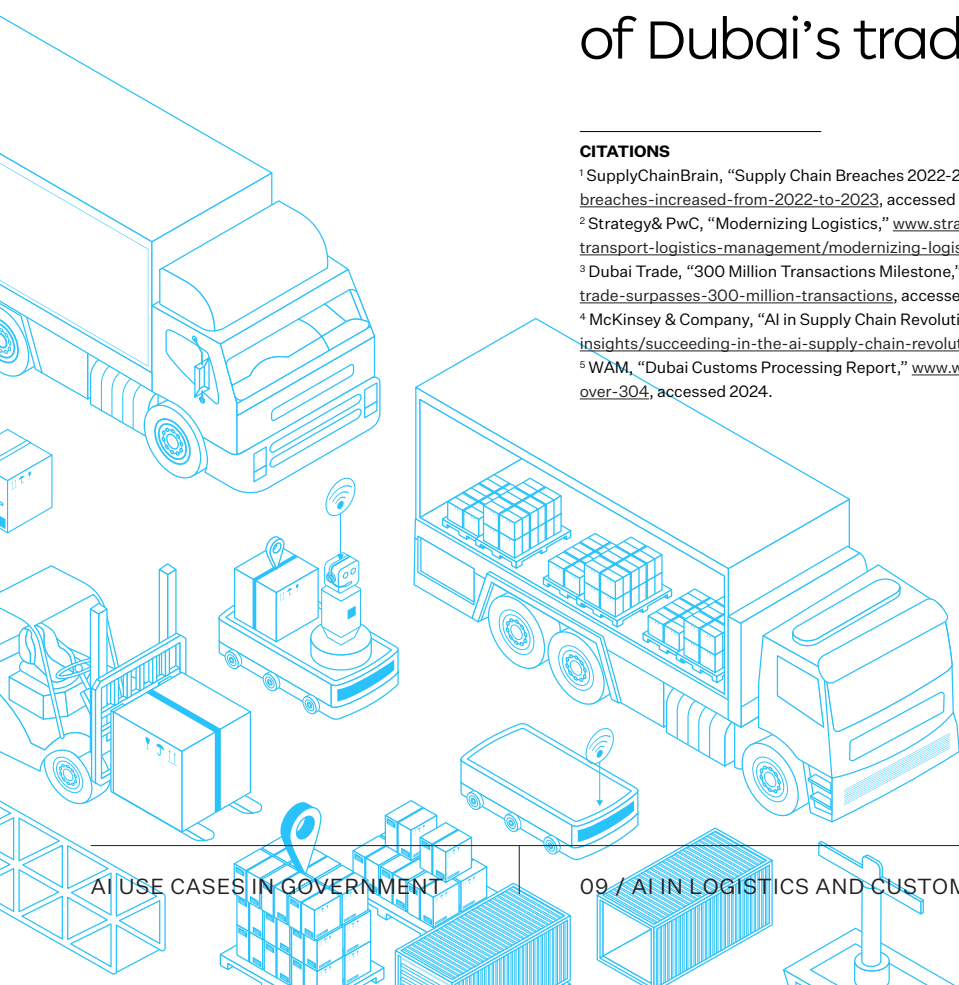 of Dubai’s trad
CITATIONS
1 SupplyChainBrain, “Supply Chain Breaches 2022-2
breaches-increased-from-2022-to-2023, accessed
2 Strategy& PwC, “Modernizing Logistics,” www.stra
transport-logistics-management/modernizing-logis
3 Dubai Trade, “300 Million Transactions Milestone,”
trade-surpasses-300-million-transactions, accesse
4 McKinsey & Company, “AI in Supply Chain Revoluti
insights/succeeding-in-the-ai-supply-chain-revolut
5 WAM, “Dubai Customs Processing Report,” www.w
over-304, accessed 2024.
AI USE CASES IN GOVERNMENT
09 / AI IN LOGISTICS AND CUSTOM